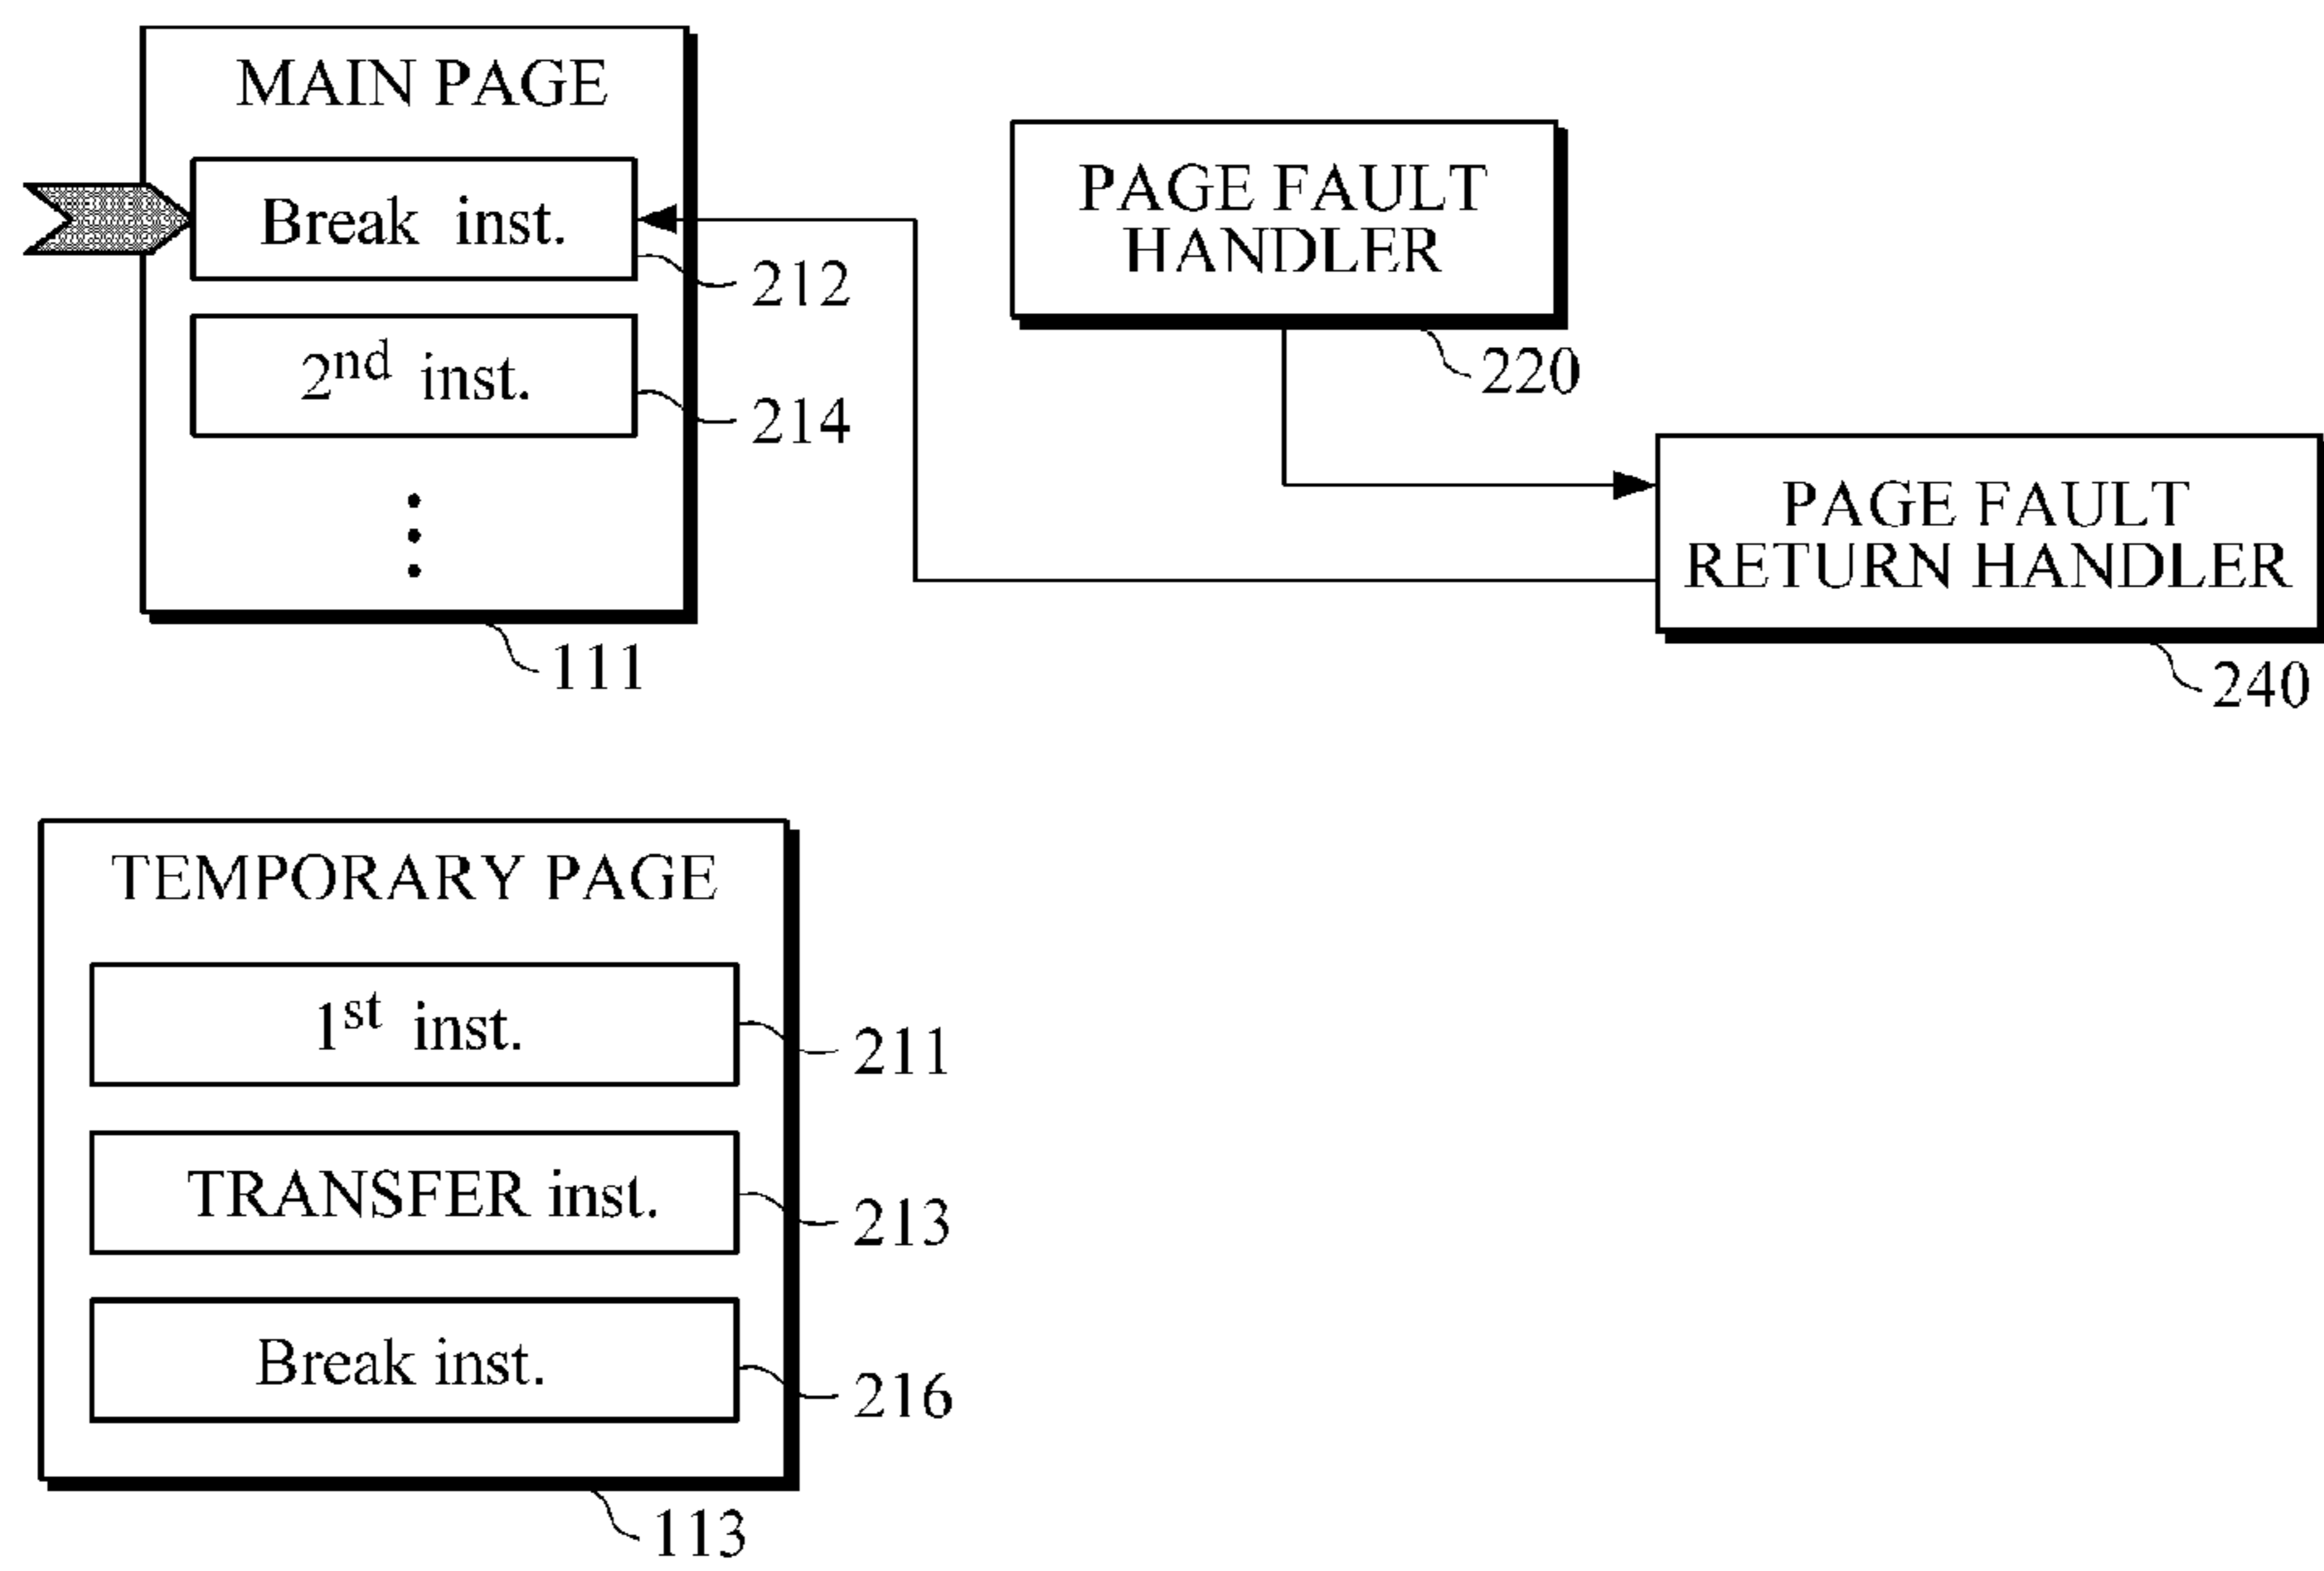 MAIN PAGE
Break inst.
212
2nd inst.
214
111
PAGE FAULT
HANDLER
220
PAGE FAULT
RETURN HANDLER
240
TEMPORARY PAGE
1st inst.
211
TRANSFER inst.
213
Break inst.
216
113